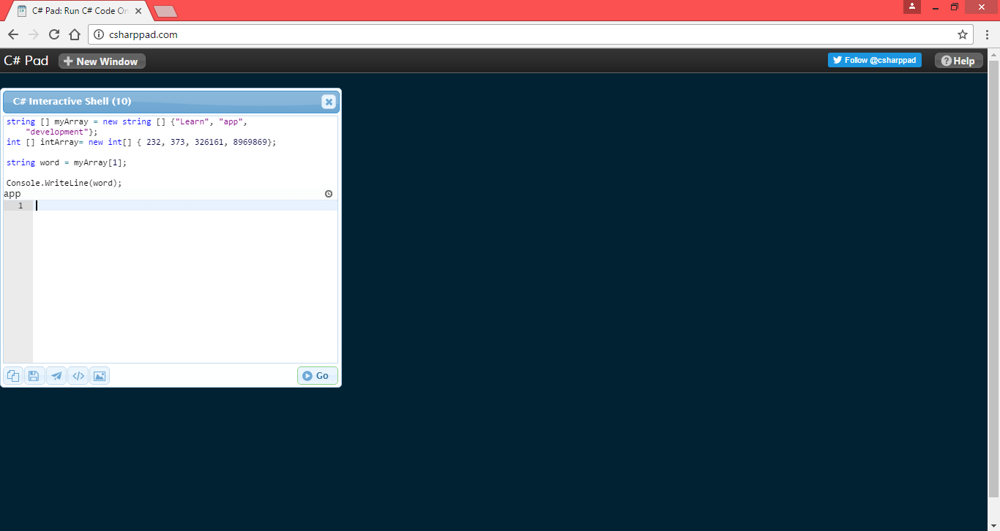 C# Pad: Run C# Code On
csharppad.com
C# Pad
New Window
Follow @csharppad
Help
C# Interactive Shell (10)
string [] myArray = new string [] {"Learn", "app",
"development"};
int [] intArray= new int[] { 232, 373, 326161, 8969869};
string word = myArray[1];
Console.WriteLine(word);
app
1
Go